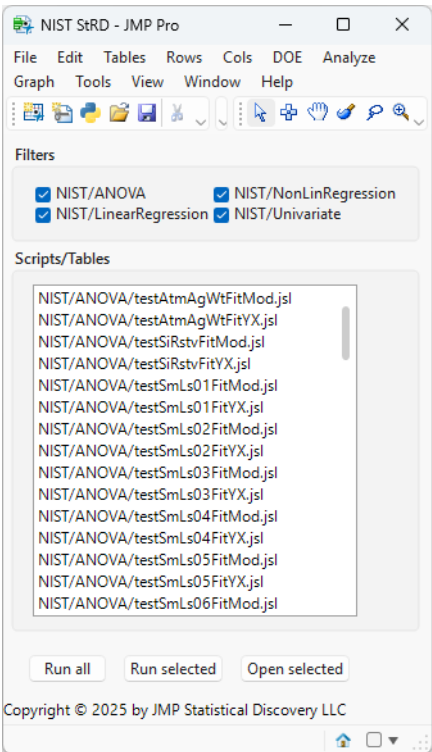 NIST StRD - JMP Pro
File Edit Tables Rows Cols DOE Analyze
Graph Tools View Window Help
Filters
NIST/ANOVA NIST/NonLinRegression
NIST/LinearRegression NIST/Univariate
Scripts/Tables
NIST/ANOVA/testAtmAgWtFitMod.jsl
NIST/ANOVA/testAtmAgWtFitYX.jsl
NIST/ANOVA/testSiRstvFitMod.jsl
NIST/ANOVA/testSiRstvFitYX.jsl
NIST/ANOVA/testSmLs01FitMod.jsl
NIST/ANOVA/testSmLs01FitYX.jsl
NIST/ANOVA/testSmLs02FitMod.jsl
NIST/ANOVA/testSmLs02FitYX.jsl
NIST/ANOVA/testSmLs03FitMod.jsl
NIST/ANOVA/testSmLs03FitYX.jsl
NIST/ANOVA/testSmLs04FitMod.jsl
NIST/ANOVA/testSmLs04FitYX.jsl
NIST/ANOVA/testSmLs05FitMod.jsl
NIST/ANOVA/testSmLs05FitYX.jsl
NIST/ANOVA/testSmLs06FitMod.jsl
Run all Run selected Open selected
Copyright © 2025 by JMP Statistical Discovery LLC